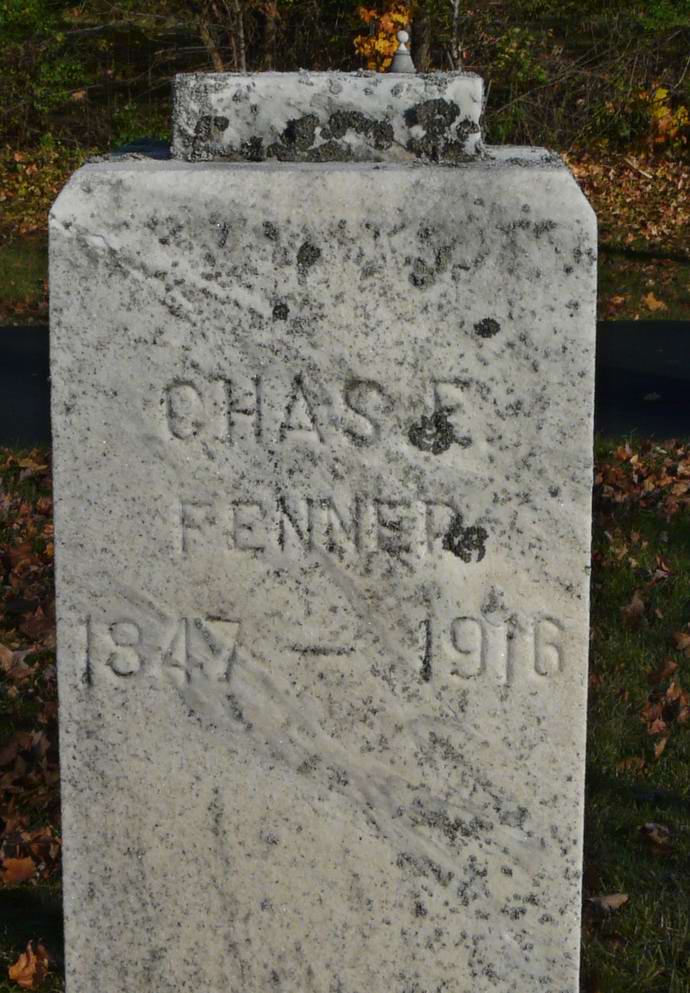 CHAS E
FENNER
1847 — 1916